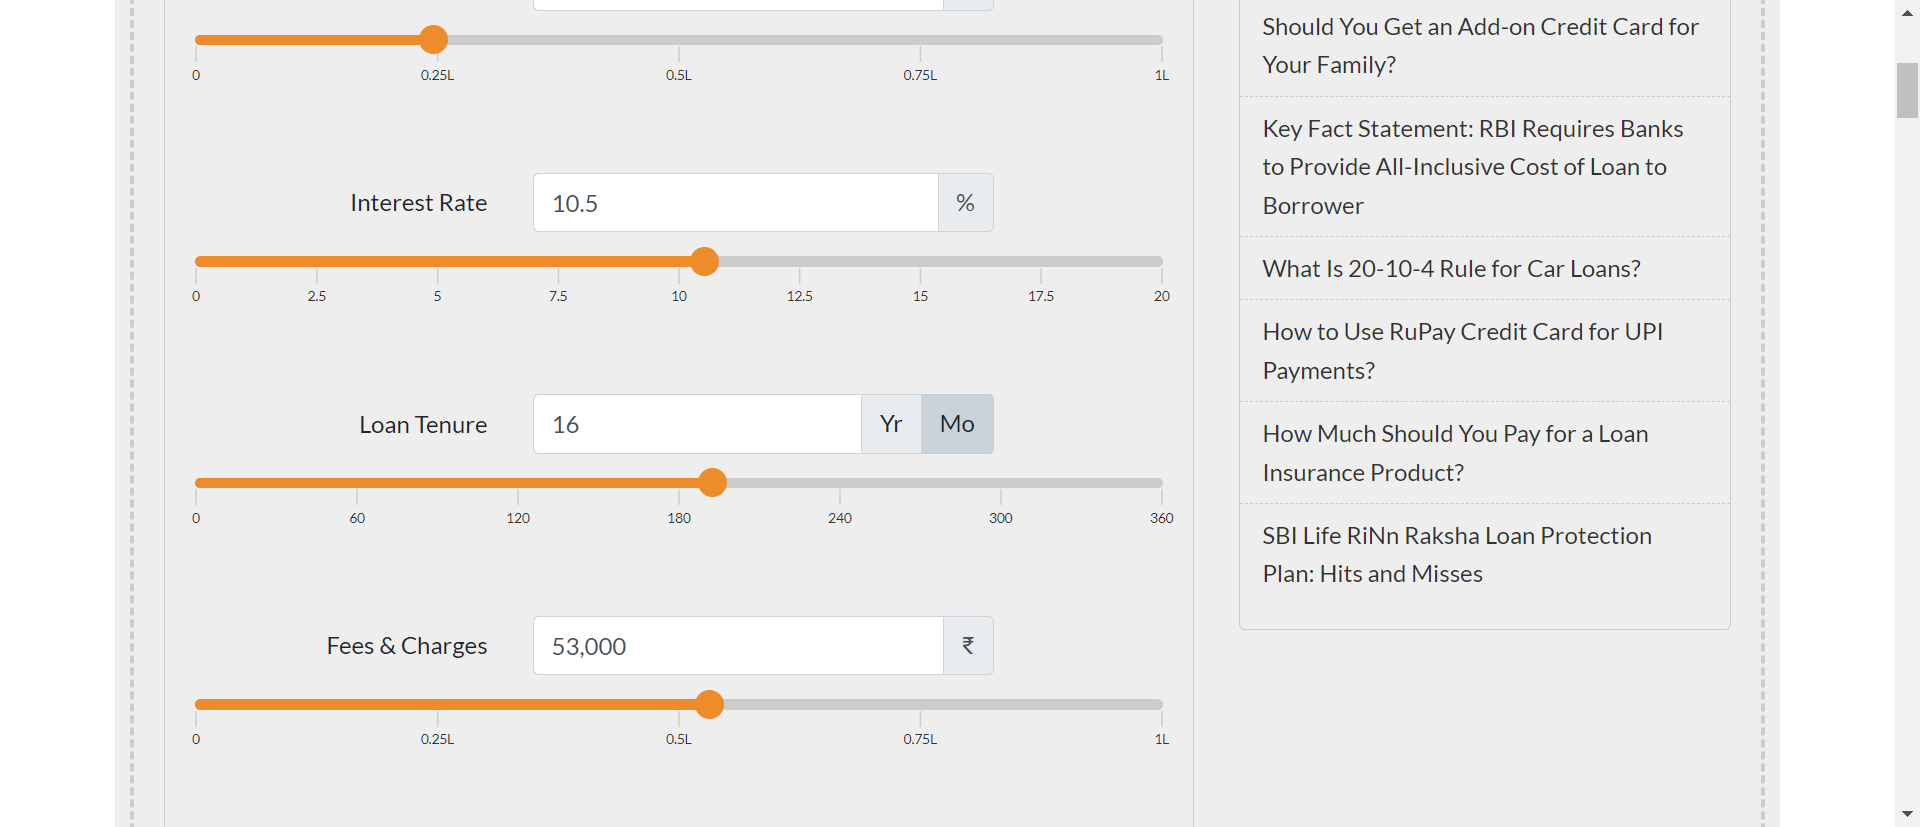 0 0.25L 0.5L 0.75L 1L
Interest Rate 10.5 %
0 2.5 5 7.5 10 12.5 15 17.5 20
Loan Tenure 16 Yr Mo
0 60 120 180 240 300 360
Fees & Charges 53,000 ₹
0 0.25L 0.5L 0.75L 1L
Should You Get an Add-on Credit Card for
Your Family?
Key Fact Statement: RBI Requires Banks
to Provide All-Inclusive Cost of Loan to
Borrower
What Is 20-10-4 Rule for Car Loans?
How to Use RuPay Credit Card for UPI
Payments?
How Much Should You Pay for a Loan
Insurance Product?
SBI Life RiNn Raksha Loan Protection
Plan: Hits and Misses